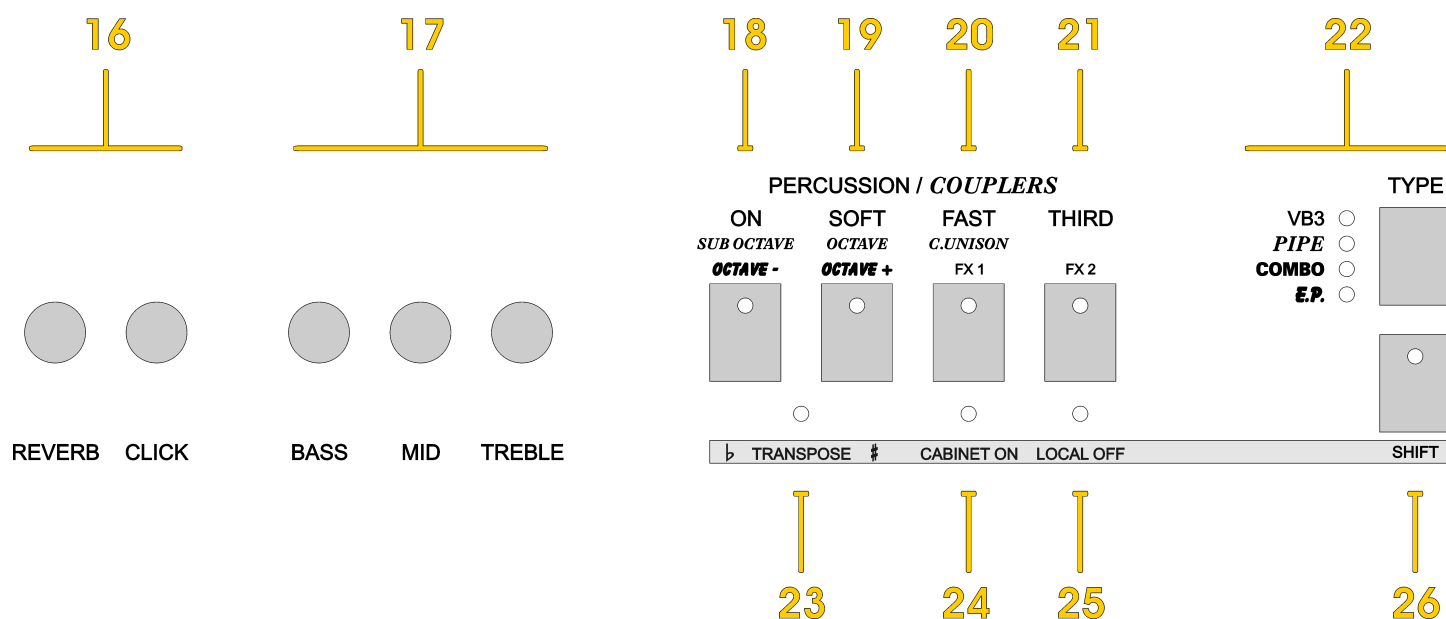 16 17 18 19 20 21 22
PERCUSSION / COUPLERS TYPE
ON SOFT FAST THIRD VB3
SUB OCTAVE OCTAVE C.UNISON PIPE
OCTAVE - OCTAVE + FX 1 FX 2 COMBO
E.P.
REVERB CLICK BASS MID TREBLE ♭ TRANSPOSE ♯ CABINET ON LOCAL OFF SHIFT
23 24 25 26